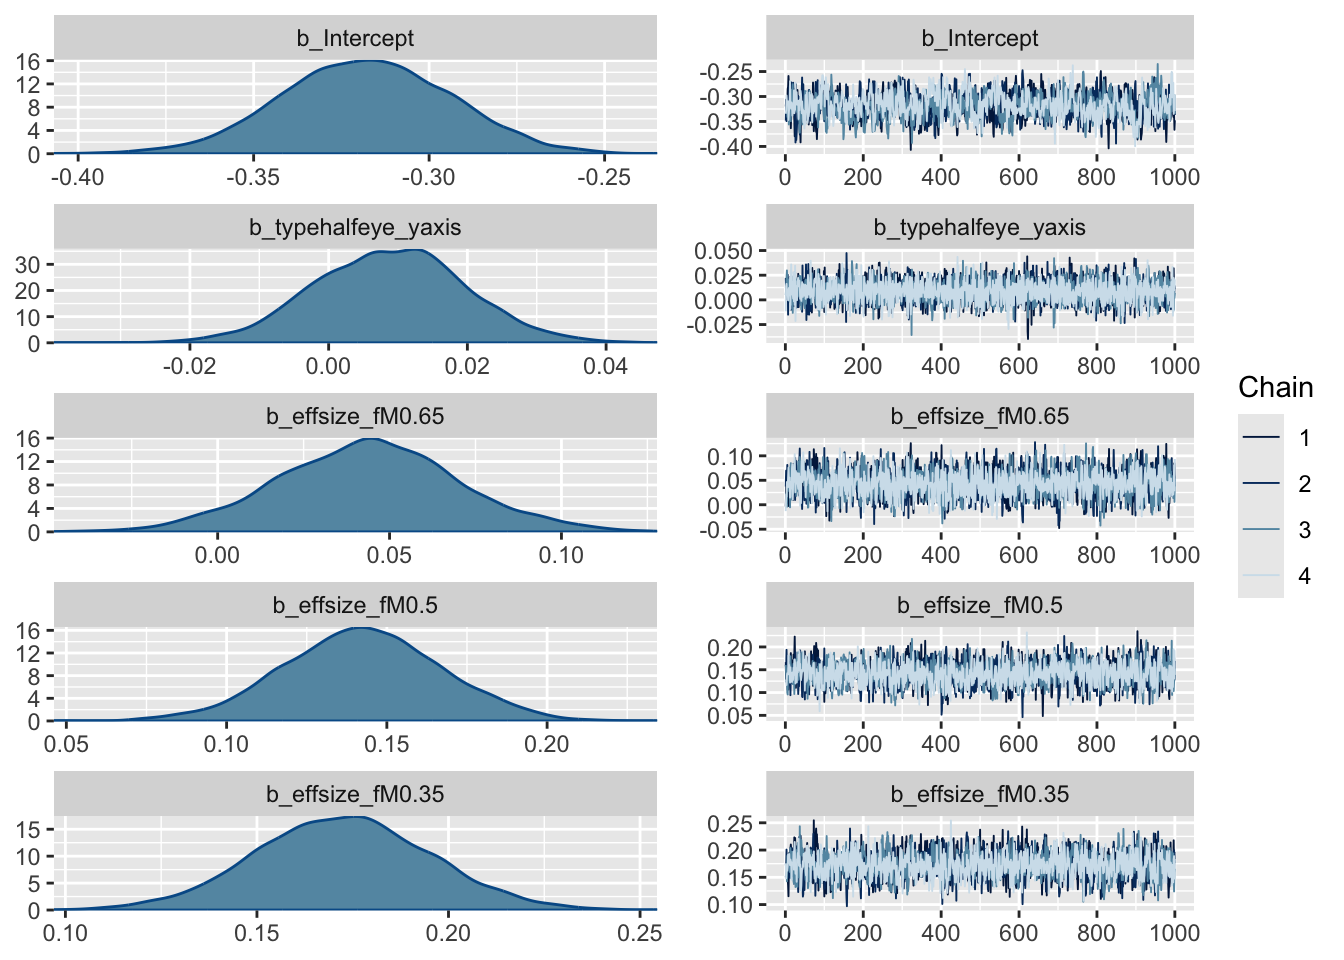 b_Intercept
16
12
8
4
0
-0.40 -0.35 -0.30 -0.25
b_Intercept
-0.25
-0.30
-0.35
-0.40
0 200 400 600 800 1000
b_typehalfeye_yaxis
30
20
10
0
-0.02 0.00 0.02 0.04
b_typehalfeye_yaxis
0.050
0.025
0.000
-0.025
0 200 400 600 800 1000
b_effsize_fM0.65
16
12
8
4
0
0.00 0.05 0.10
b_effsize_fM0.65
0.10
0.05
0.00
-0.05
0 200 400 600 800 1000
b_effsize_fM0.5
16
12
8
4
0
0.05 0.10 0.15 0.20
b_effsize_fM0.5
0.20
0.15
0.10
0.05
0 200 400 600 800 1000
b_effsize_fM0.35
15
10
5
0
0.10 0.15 0.20 0.25
b_effsize_fM0.35
0.25
0.20
0.15
0.10
0 200 400 600 800 1000
Chain
1
2
3
4